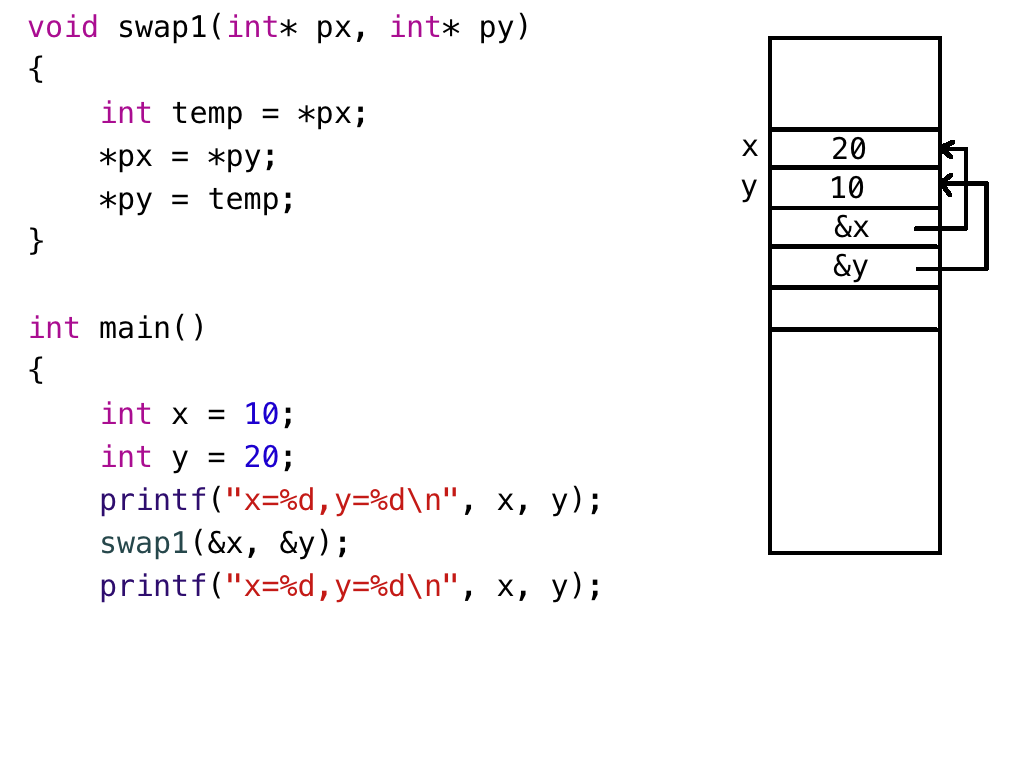 void swap1(int* px, int* py)
{
    int temp = *px;
    *px = *py;
    *py = temp;
}
int main()
{
    int x = 10;
    int y = 20;
    printf("x=%d,y=%d\n", x, y);
    swap1(&x, &y);
    printf("x=%d,y=%d\n", x, y);
x 20
y 10
&x
&y